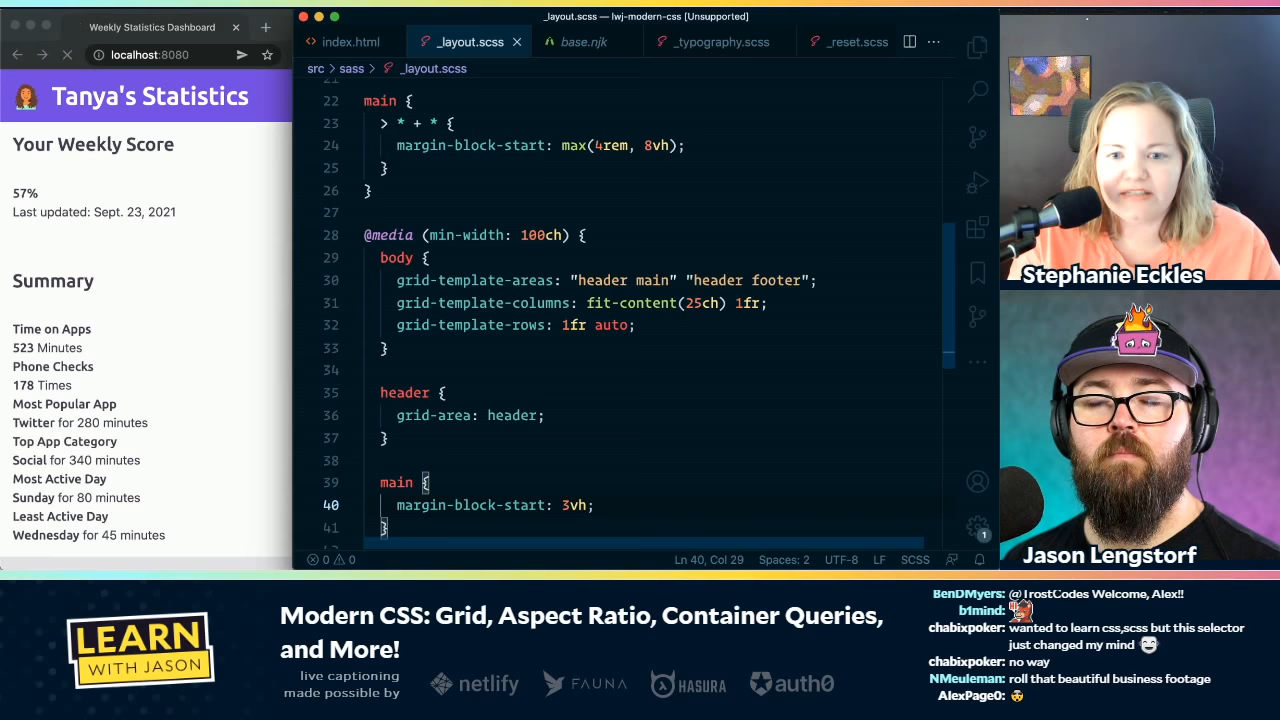 Weekly Statistics Dashboard
localhost:8080
Tanya's Statistics
Your Weekly Score
57%
Last updated: Sept. 23, 2021
Summary
Time on Apps
523 Minutes
Phone Checks
178 Times
Most Popular App
Twitter for 280 minutes
Top App Category
Social for 340 minutes
Most Active Day
Sunday for 80 minutes
Least Active Day
Wednesday for 45 minutes
_layout.scss — lwj-modern-css [Unsupported]
index.html
_layout.scss
base.njk
_typography.scss
_reset.scss
src > sass > _layout.scss
21
22 main {
23 > * + * {
24 margin-block-start: max(4rem, 8vh);
25 }
26 }
27
28 @media (min-width: 100ch) {
29 body {
30 grid-template-areas: "header main" "header footer";
31 grid-template-columns: fit-content(25ch) 1fr;
32 grid-template-rows: 1fr auto;
33 }
34
35 header {
36 grid-area: header;
37 }
38
39 main {
40 margin-block-start: 3vh;
41 }
0 0 Ln 40, Col 29 Spaces: 2 UTF-8 LF SCSS
1
Stephanie Eckles
Jason Lengstorf
LEARN
WITH JASON
Modern CSS: Grid, Aspect Ratio, Container Queries,
and More!
live captioning
made possible by
netlify
FAUNA
HASURA
auth0
BenDMyers: @TrostCodes Welcome, Alex!!
b1mind:
chabixpoker: wanted to learn css,scss but this selector
just changed my mind
chabixpoker: no way
NMeuleman: roll that beautiful business footage
AlexPage0: